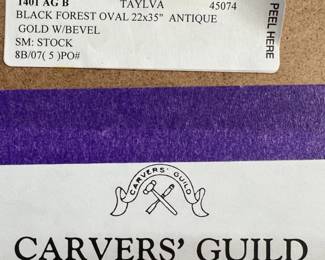 1401 AG B TAYLVA 45074
BLACK FOREST OVAL 22x35" ANTIQUE
GOLD W/BEVEL
SM: STOCK
8B/07( 5 )PO#
PEEL HERE
CARVERS' GUILD
CARVERS' GUILD